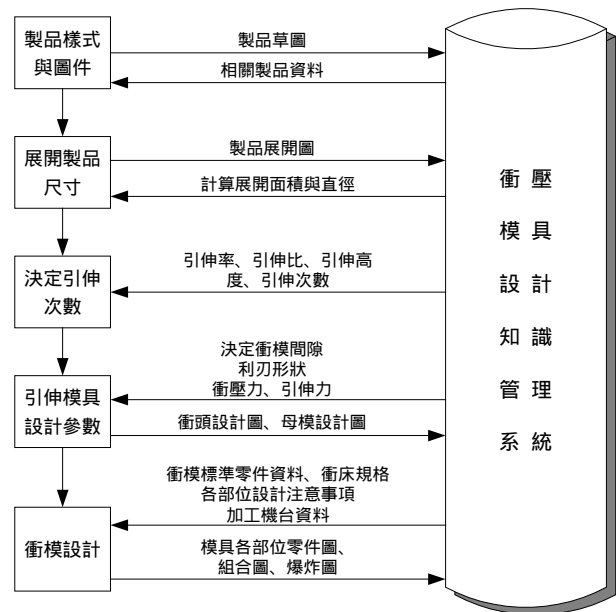 製品樣式
與圖件
製品草圖
相關製品資料
展開製品
尺寸
製品展開圖
計算展開面積與直徑
決定引伸
次數
引伸率、引伸比、引伸高
度、引伸次數
引伸模具
設計參數
決定衝模間隙
利刃形狀
衝壓力、引伸力
衝頭設計圖、母模設計圖
衝模設計
衝模標準零件資料、衝床規格
各部位設計注意事項
加工機台資料
模具各部位零件圖、
組合圖、爆炸圖
衝 壓
模 具
設 計
知 識
管 理
系 統